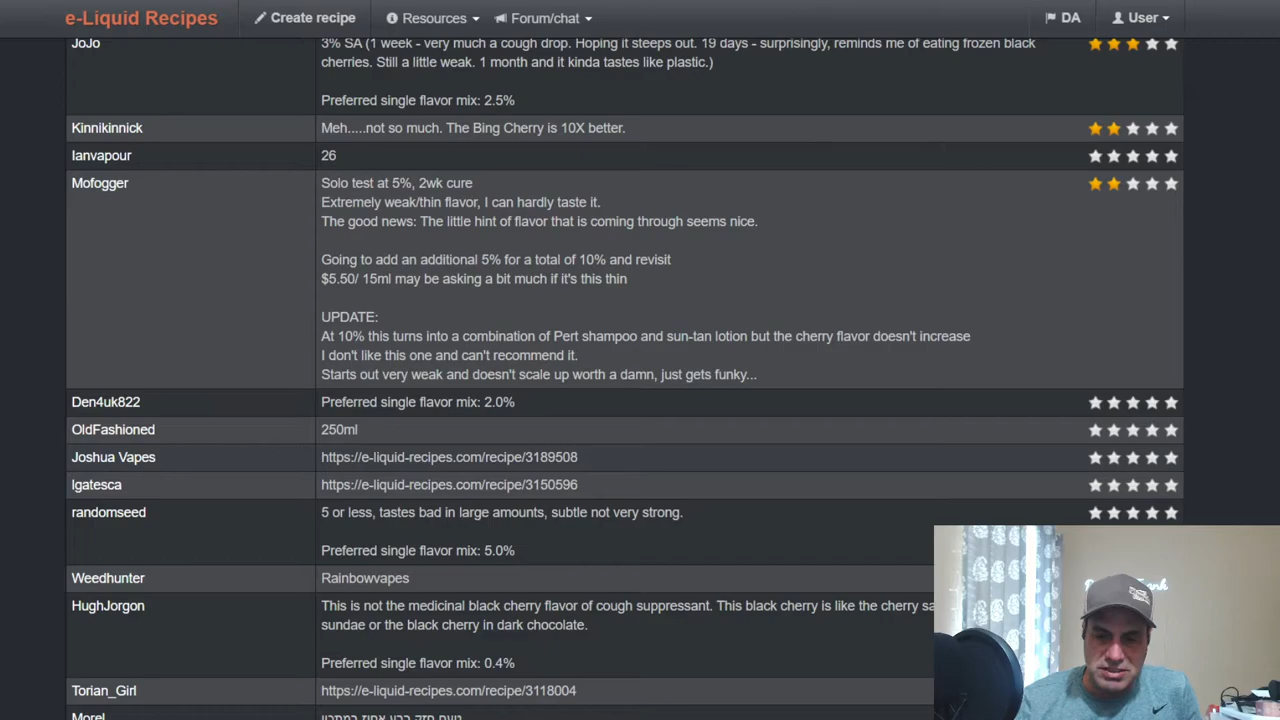 e-Liquid Recipes Create recipe Resources Forum/chat DA User
JoJo
3% SA (1 week - very much a cough drop. Hoping it steeps out. 19 days - surprisingly, reminds me of eating frozen black
cherries. Still a little weak. 1 month and it kinda tastes like plastic.)
Preferred single flavor mix: 2.5%
Kinnikinnick
Meh.....not so much. The Bing Cherry is 10X better.
Ianvapour
26
Mofogger
Solo test at 5%, 2wk cure
Extremely weak/thin flavor, I can hardly taste it.
The good news: The little hint of flavor that is coming through seems nice.
Going to add an additional 5% for a total of 10% and revisit
$5.50/ 15ml may be asking a bit much if it's this thin
UPDATE:
At 10% this turns into a combination of Pert shampoo and sun-tan lotion but the cherry flavor doesn't increase
I don't like this one and can't recommend it.
Starts out very weak and doesn't scale up worth a damn, just gets funky...
Den4uk822
Preferred single flavor mix: 2.0%
OldFashioned
250ml
Joshua Vapes
https://e-liquid-recipes.com/recipe/3189508
Igatesca
https://e-liquid-recipes.com/recipe/3150596
randomseed
5 or less, tastes bad in large amounts, subtle not very strong.
Preferred single flavor mix: 5.0%
Weedhunter
Rainbowvapes
HughJorgon
This is not the medicinal black cherry flavor of cough suppressant. This black cherry is like the cherry
sundae or the black cherry in dark chocolate.
Preferred single flavor mix: 0.4%
Torian_Girl
https://e-liquid-recipes.com/recipe/3118004
Morel